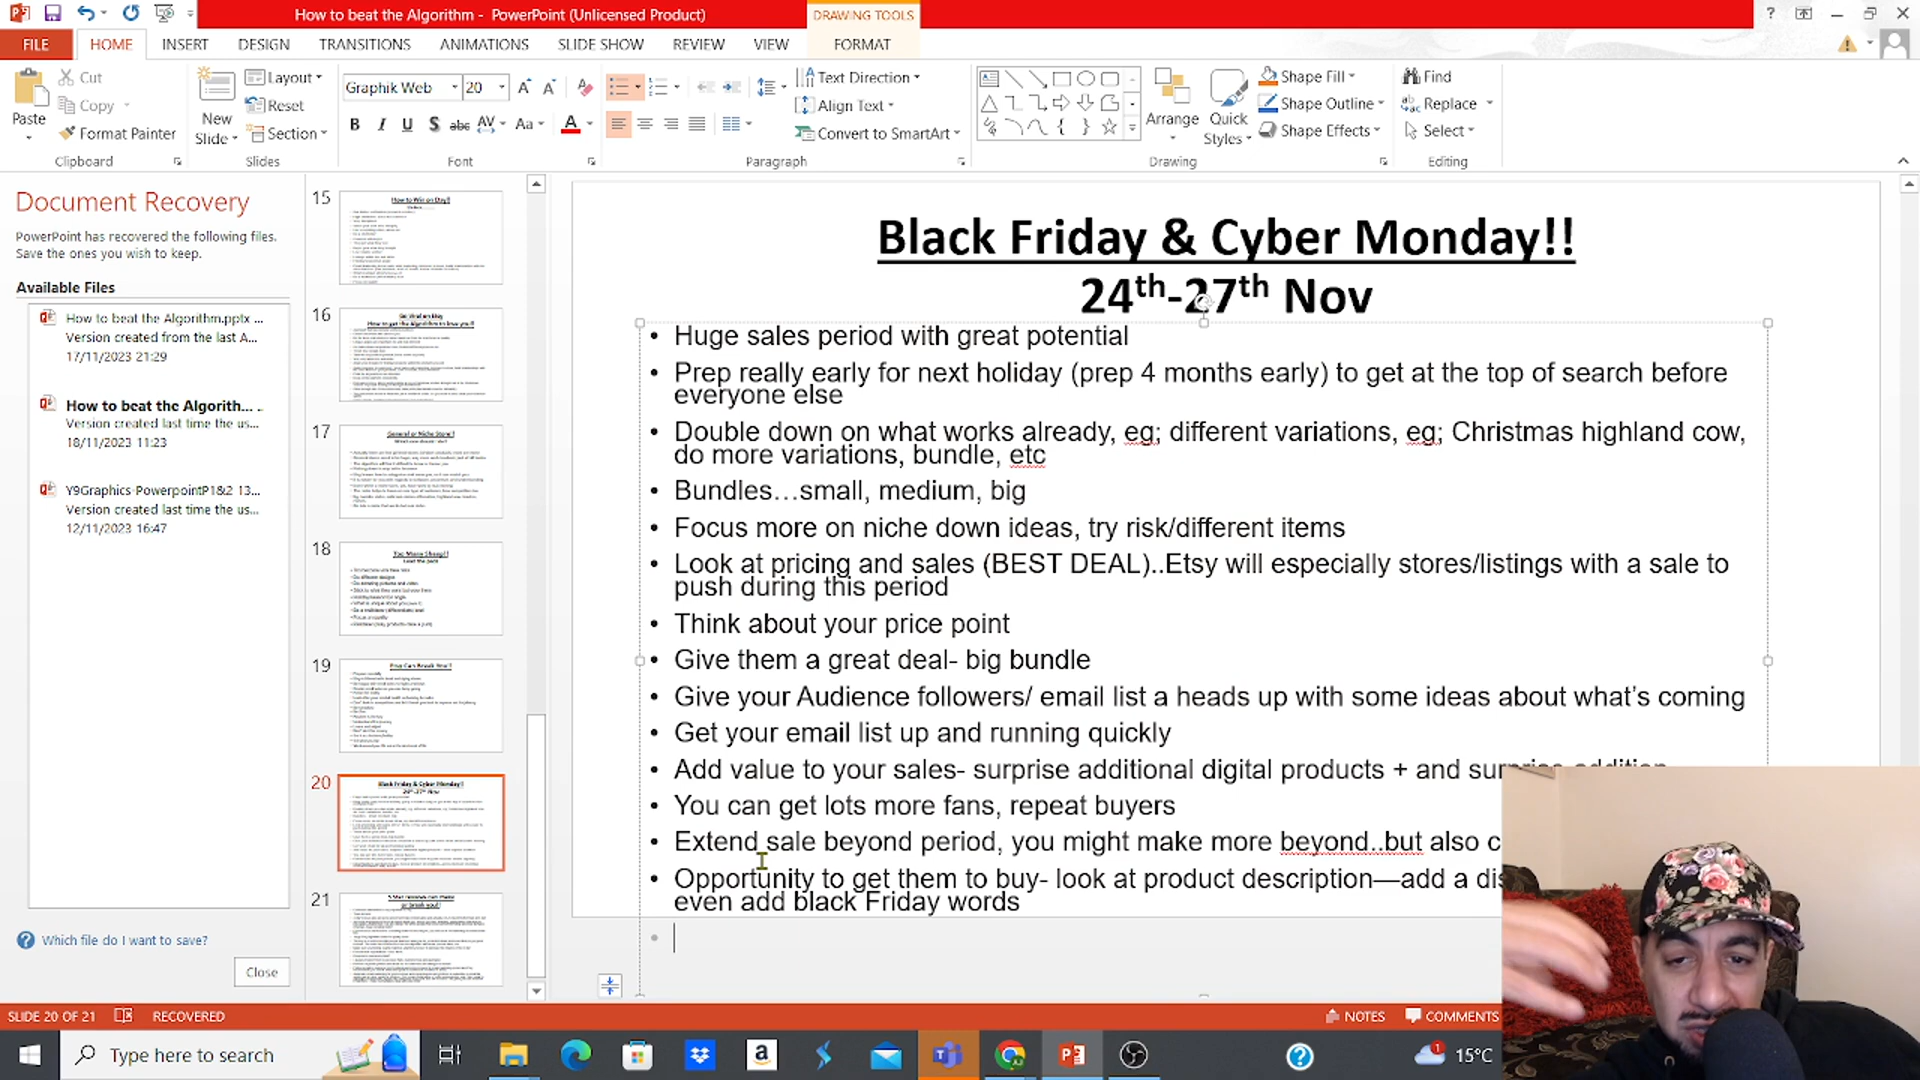 How to beat the Algorithm - PowerPoint (Unlicensed Product)
DRAWING TOOLS
FILE
HOME
INSERT
DESIGN
TRANSITIONS
ANIMATIONS
SLIDE SHOW
REVIEW
VIEW
FORMAT
Paste
Cut
Copy
Format Painter
Clipboard
New Slide
Layout
Reset
Section
Slides
Graphik Web
20
Font
Text Direction
Align Text
Convert to SmartArt
Paragraph
Arrange
Quick Styles
Shape Fill
Shape Outline
Shape Effects
Drawing
Find
Replace
Select
Editing
Document Recovery
PowerPoint has recovered the following files.
Save the ones you wish to keep.
Available Files
How to beat the Algorithm.pptx ...
Version created from the last A...
17/11/2023 21:29
How to beat the Algorith... ..
Version created last time the us...
18/11/2023 11:23
Y9Graphics-PowerpointP1&2 13...
Version created last time the us...
12/11/2023 16:47
Which file do I want to save?
Close
15
16
17
18
19
20
21
Black Friday & Cyber Monday!!
24th-27th Nov
• Huge sales period with great potential
• Prep really early for next holiday (prep 4 months early) to get at the top of search before
everyone else
• Double down on what works already, eg; different variations, eg; Christmas highland cow,
do more variations, bundle, etc
• Bundles…small, medium, big
• Focus more on niche down ideas, try risk/different items
• Look at pricing and sales (BEST DEAL)..Etsy will especially stores/listings with a sale to
push during this period
• Think about your price point
• Give them a great deal- big bundle
• Give your Audience followers/ email list a heads up with some ideas about what's coming
• Get your email list up and running quickly
• Add value to your sales- surprise additional digital products + and surprise addition
• You can get lots more fans, repeat buyers
• Extend sale beyond period, you might make more beyond..but also
• Opportunity to get them to buy- look at product description—add a
even add black Friday words
SLIDE 20 OF 21
RECOVERED
NOTES
COMMENTS
Type here to search
15°C